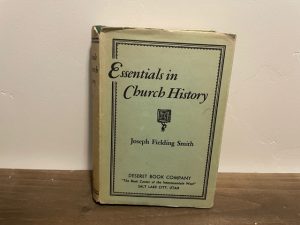 Essentials in
Church History
Joseph Fielding Smith
DESERET BOOK COMPANY
"The Book Center of the Intermountain West"
SALT LAKE CITY, UTAH